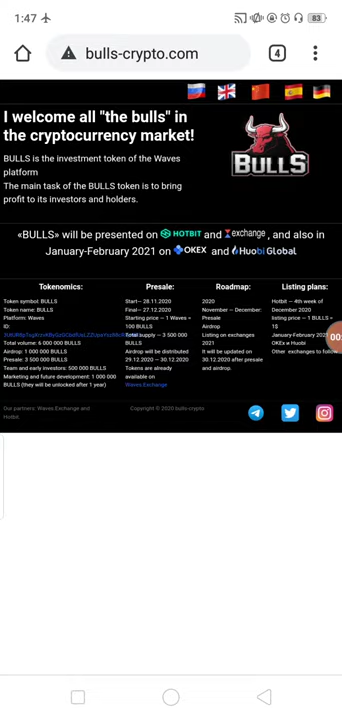 1:47
83
bulls-crypto.com
4
I welcome all "the bulls" in
the cryptocurrency market!
BULLS
BULLS is the investment token of the Waves
platform
The main task of the BULLS token is to bring
profit to its investors and holders.
«BULLS» will be presented on HOTBIT and exchange, and also in
January-February 2021 on OKEX and Huobi Global
Tokenomics:
Token symbol: BULLS
Token name: BULLS
Platform: Waves
ID:
Total volume: 6 000 000 BULLS
Airdrop: 1 000 000 BULLS
Presale: 3 500 000 BULLS
Team and early investors: 500 000 BULLS
Marketing and future development: 1 000 000
BULLS (they will be unlocked after 1 year)
Presale:
Start— 28.11.2020
Final— 27.12.2020
Starting price — 1 Waves =
100 BULLS
Total supply — 3 500 000
BULLS
Airdrop will be distributed
29.12.2020 — 30.12.2020
Tokens are already
available on
Waves Exchange
Roadmap:
2020
November — December:
Presale
Airdrop
Listing on exchanges
2021
It will be updated on
30.12.2020 after presale
and airdrop.
Listing plans:
Hotbit — 4th week of
December 2020
listing price — 1 BULLS =
1$
January-February 2021
OKEx и Huobi
Other exchanges to follow
00:
Our partners: Waves Exchange and
Hotbit
Copyright © 2020 bulls-crypto